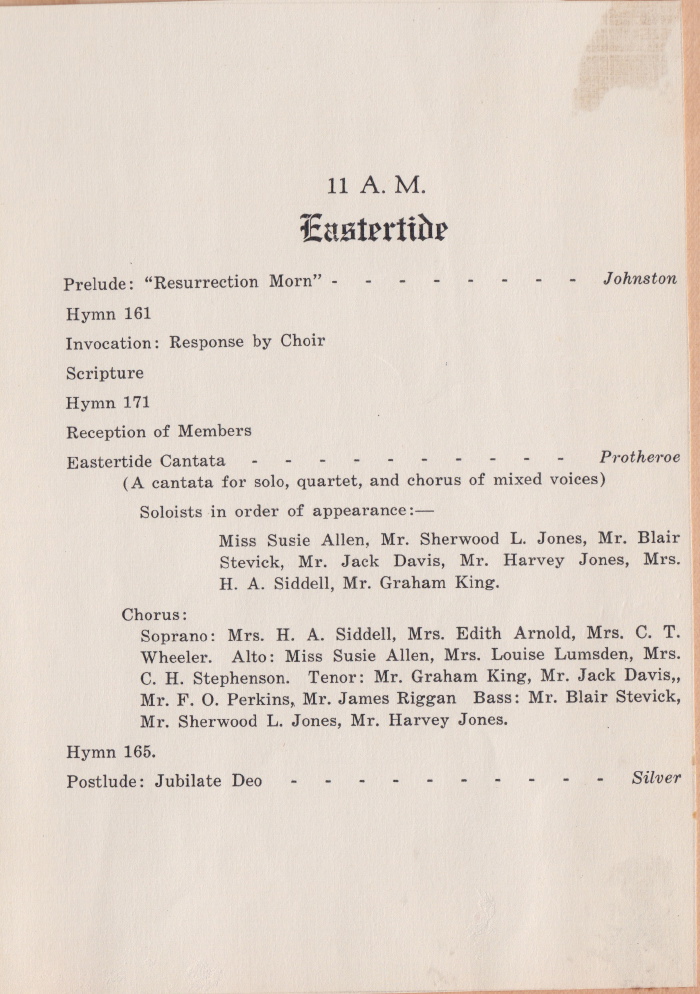 11 A. M.
Eastertide
Prelude: “Resurrection Morn” - - - - - - - - Johnston
Hymn 161
Invocation: Response by Choir
Scripture
Hymn 171
Reception of Members
Eastertide Cantata - - - - - - - - - - Protheroe
(A cantata for solo, quartet, and chorus of mixed voices)
Soloists in order of appearance:—
Miss Susie Allen, Mr. Sherwood L. Jones, Mr. Blair
Stevick, Mr. Jack Davis, Mr. Harvey Jones, Mrs.
H. A. Siddell, Mr. Graham King.
Chorus:
Soprano: Mrs. H. A. Siddell, Mrs. Edith Arnold, Mrs. C. T.
Wheeler. Alto: Miss Susie Allen, Mrs. Louise Lumsden, Mrs.
C. H. Stephenson. Tenor: Mr. Graham King, Mr. Jack Davis,,
Mr. F. O. Perkins, Mr. James Riggan Bass: Mr. Blair Stevick,
Mr. Sherwood L. Jones, Mr. Harvey Jones.
Hymn 165.
Postlude: Jubilate Deo - - - - - - - - - - Silver